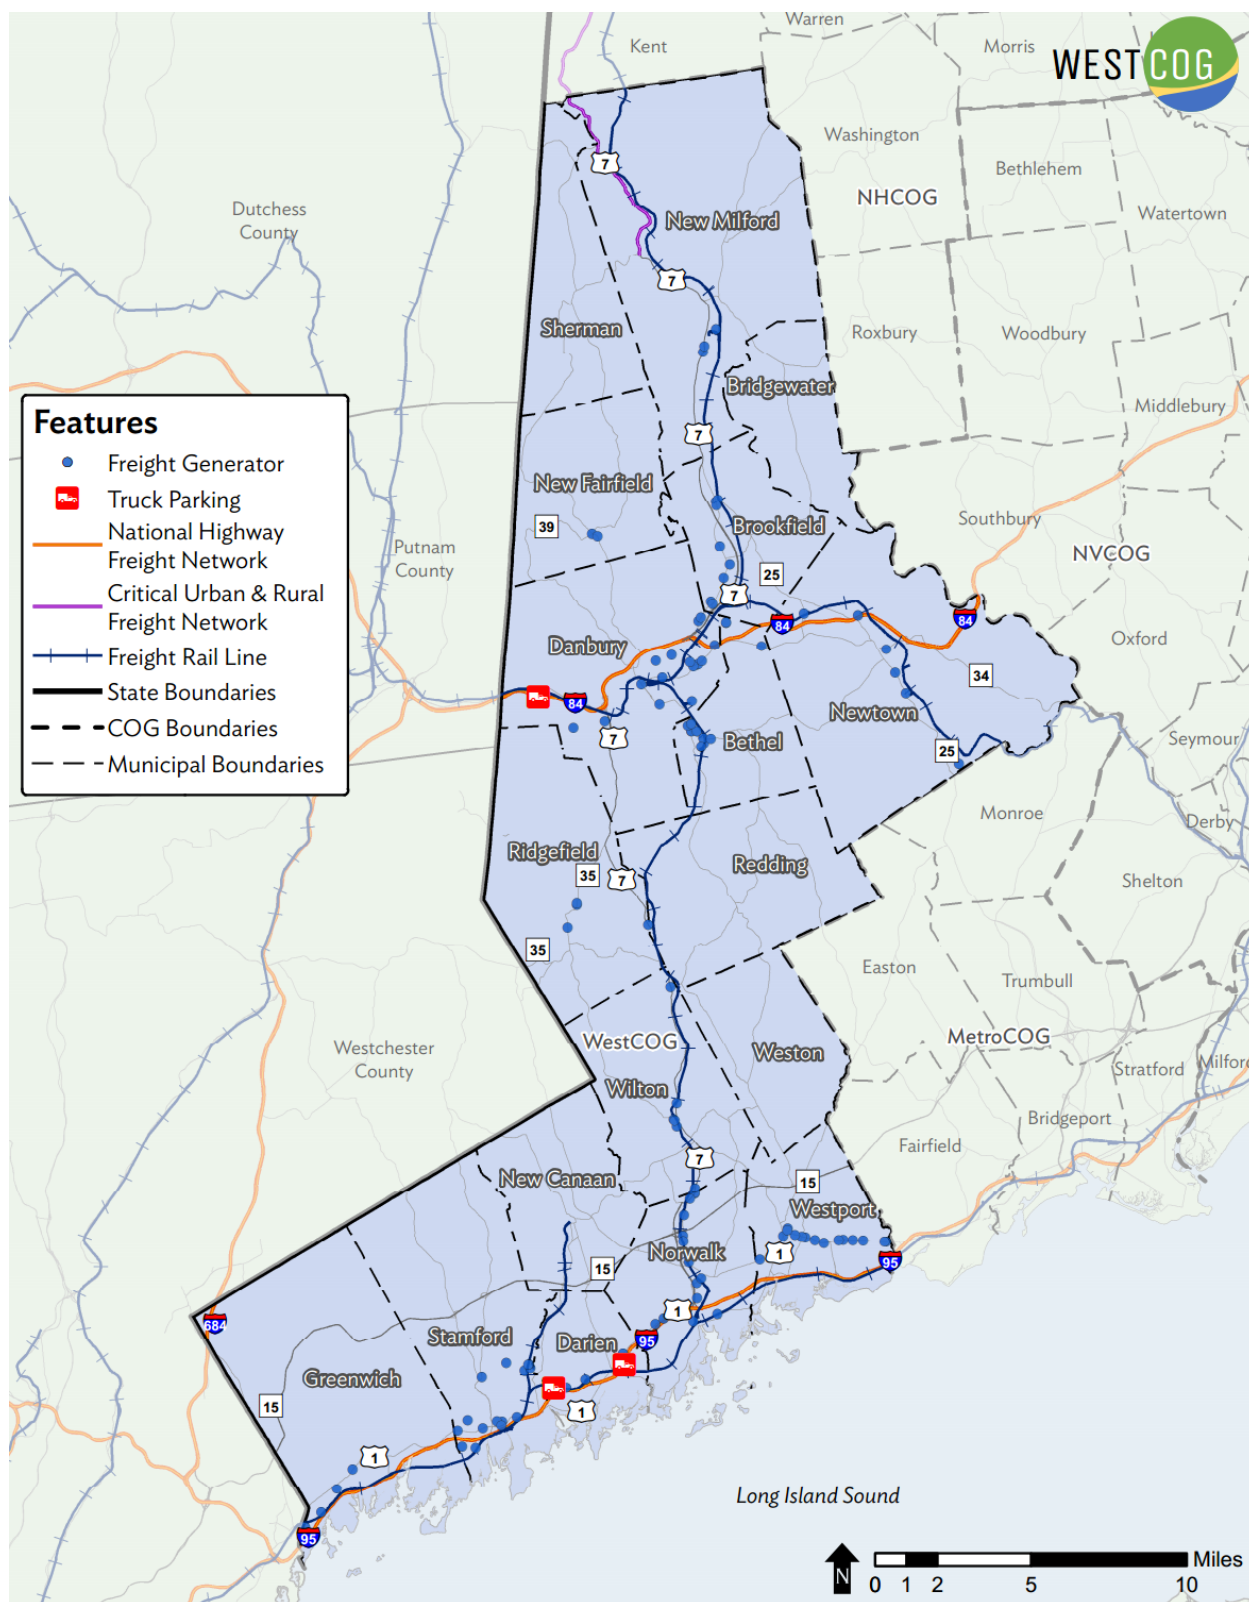 Warren
Kent
Morris
WESTCOG
Washington
Bethlehem
NHCOG
Dutchess
County
Watertown
7
New Milford
7
Sherman
Roxbury
Woodbury
Bridgewater
Middlebury
Features
Freight Generator
Truck Parking
National Highway
Freight Network
Critical Urban & Rural
Freight Network
Freight Rail Line
State Boundaries
COG Boundaries
Municipal Boundaries
7
New Fairfield
39
Brookfield
Southbury
NVCOG
Putnam
County
25
7
84
84
Oxford
Danbury
34
84
Newtown
7
Bethel
25
Seymour
Monroe
Derby
Ridgefield
35
7
Redding
Shelton
35
Easton
Trumbull
WestCOG
MetroCOG
Westchester
County
Weston
Stratford
Milford
Wilton
Bridgeport
Fairfield
7
New Canaan
15
Westport
Norwalk
1
95
15
1
684
Stamford
Darien
95
Greenwich
15
1
1
95
Long Island Sound
N
Miles
0 1 2 5 10